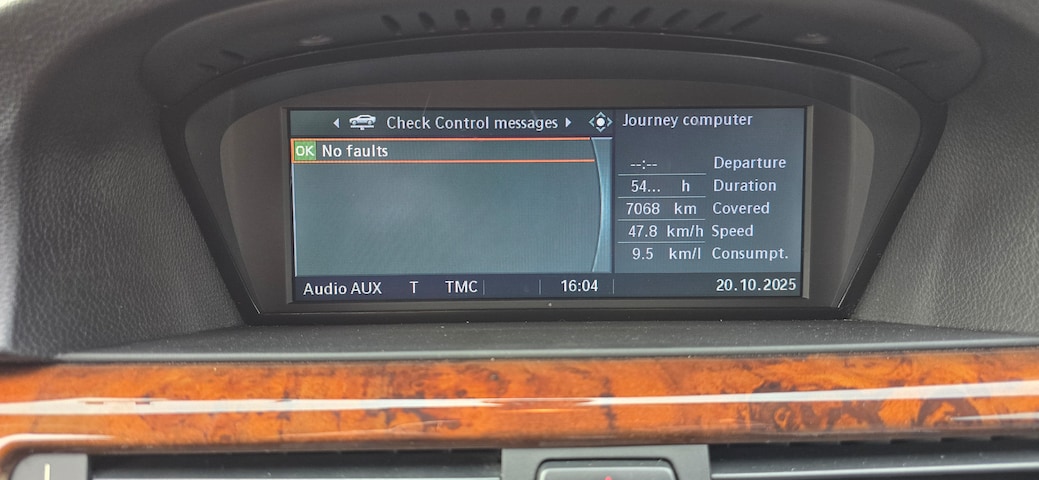 Check Control messages
OK No faults
Journey computer
--:-- Departure
54... h Duration
7068 km Covered
47.8 km/h Speed
9.5 km/l Consumpt.
Audio AUX T TMC 16:04 20.10.2025